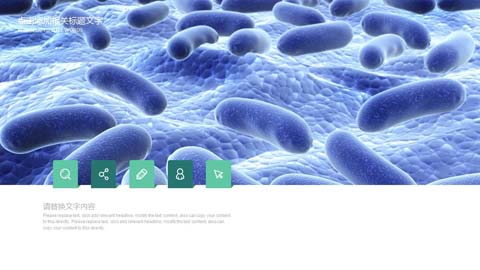 点击添加相关标题文字
请替换文字内容
Please replace text, click add relevant headline, modify the text content, also can copy your content
to this directly. Please replace text, click add relevant headline, modify the text content, also can
copy your content to this directly.